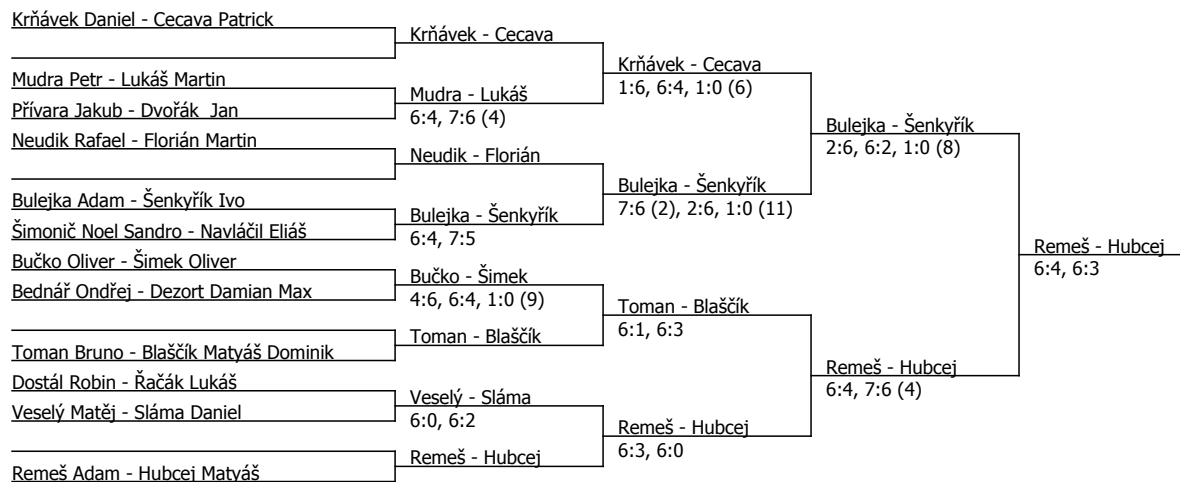 Krňávek Daniel - Cecava Patrick
Mudra Petr - Lukáš Martin
Přívara Jakub - Dvořák  Jan
Neudik Rafael - Florián Martin
Bulejka Adam - Šenkyřík Ivo
Šimonič Noel Sandro - Navláčil Eliáš
Bučko Oliver - Šimek Oliver
Bednář Ondřej - Dezort Damian Max
Toman Bruno - Blaščík Matyáš Dominik
Dostál Robin - Řačák Lukáš
Veselý Matěj - Sláma Daniel
Remeš Adam - Hubcej Matyáš
Krňávek - Cecava
Mudra - Lukáš
6:4, 7:6 (4)
Neudik - Florián
Bulejka - Šenkyřík
6:4, 7:5
Bučko - Šimek
4:6, 6:4, 1:0 (9)
Toman - Blaščík
Veselý - Sláma
6:0, 6:2
Remeš - Hubcej
Krňávek - Cecava
1:6, 6:4, 1:0 (6)
Bulejka - Šenkyřík
7:6 (2), 2:6, 1:0 (11)
Toman - Blaščík
6:1, 6:3
Remeš - Hubcej
6:3, 6:0
Bulejka - Šenkyřík
2:6, 6:2, 1:0 (8)
Remeš - Hubcej
6:4, 7:6 (4)
Remeš - Hubcej
6:4, 6:3